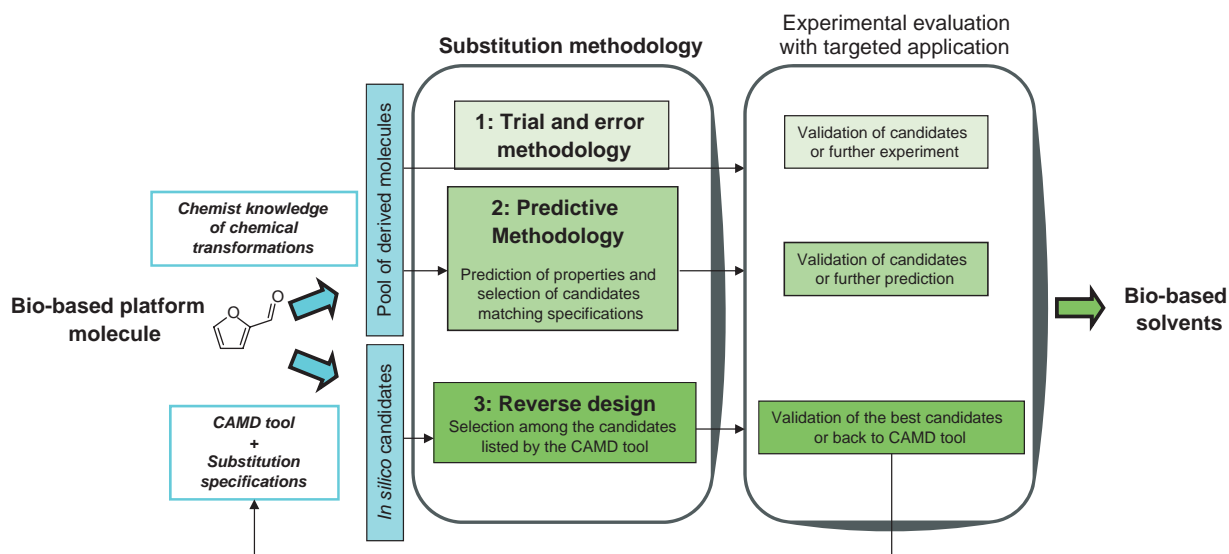 Substitution methodology
Experimental evaluation
with targeted application
Pool of derived molecules
1: Trial and error
methodology
Validation of candidates
or further experiment
Chemist knowledge
of chemical
transformations
2: Predictive
Methodology
Prediction of properties and
selection of candidates
matching specifications
Validation of candidates
or further prediction
Bio-based platform
molecule
O
O
Bio-based
solvents
In silico candidates
CAMD tool
+
Substitution
specifications
3: Reverse design
Selection among the candidates
listed by the CAMD tool
Validation of the best candidates
or back to CAMD tool